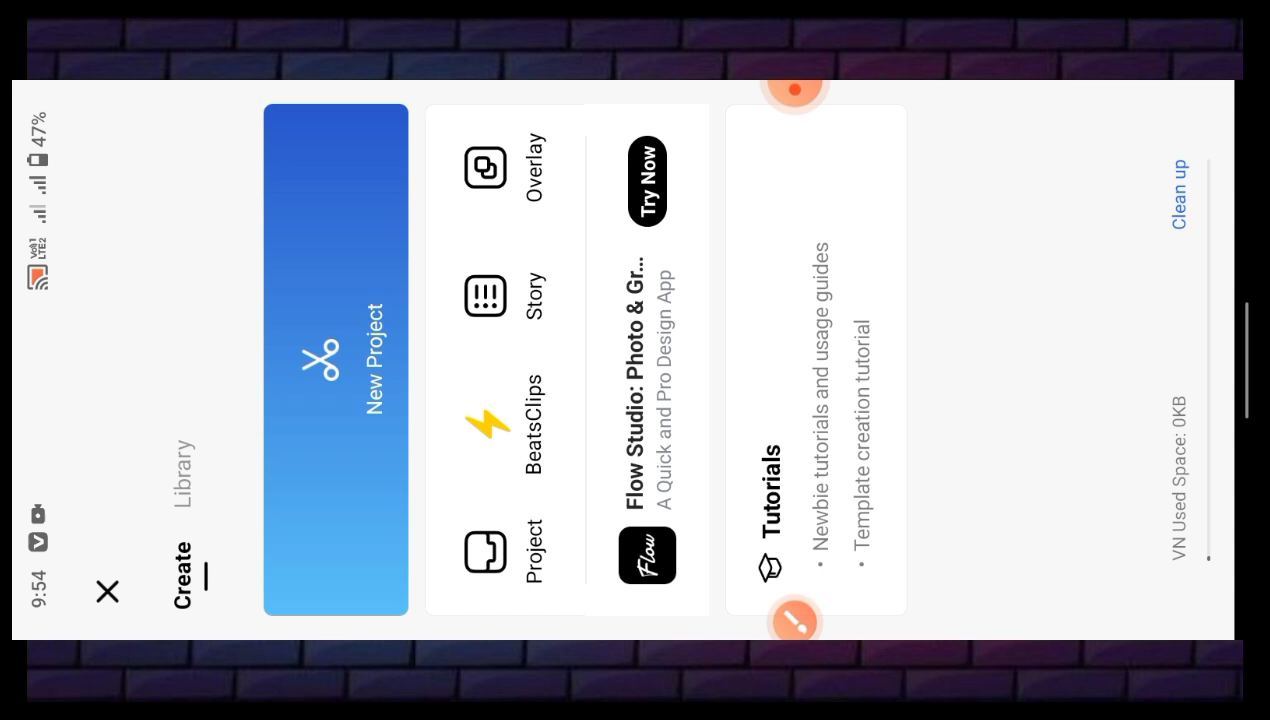 9:54
Vo)) 1
LTE2
47%
Create
Library
New Project
Project
BeatsClips
Story
Overlay
Flow
Flow Studio: Photo & Gr...
A Quick and Pro Design App
Try Now
Tutorials
• Newbie tutorials and usage guides
• Template creation tutorial
VN Used Space: 0KB
Clean up